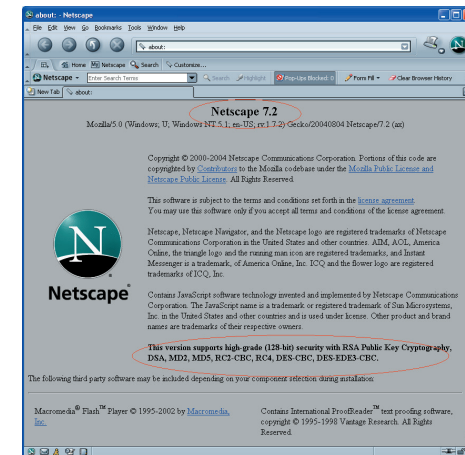 about: - Netscape
File Edit View Go Bookmarks Tools Window Help
about:
Home My Netscape Search Customize...
Netscape Enter Search Terms Search Highlight Pop-Ups Blocked: 0 Form Fill Clear Browser History
New Tab about:
Netscape 7.2
Mozilla/5.0 (Windows; U; Windows NT 5.1; en-US; rv:1.7.2) Gecko/20040804 Netscape/7.2 (ax)
Copyright © 2000-2004 Netscape Communications Corporation. Portions of this code are
copyrighted by Contributors to the Mozilla codebase under the Mozilla Public License and
Netscape Public License. All Rights Reserved.
This software is subject to the terms and conditions set forth in the license agreement.
You may use this software only if you accept all terms and conditions of the license agreement.
Netscape, Netscape Navigator, and the Netscape logo are registered trademarks of Netscape
Communications Corporation in the United States and other countries. AIM, AOL, America
Online, the triangle logo and the running man icon are registered trademarks, and Instant
Messenger is a trademark, of America Online, Inc. ICQ and the flower logo are registered
trademarks of ICQ, Inc.
N
Netscape®
Contains JavaScript software technology invented and implemented by Netscape Communications
Corporation. The JavaScript name is a trademark or registered trademark of Sun Microsystems,
Inc. in the United States and other countries and is used under license. Other product and brand
names are trademarks of their respective owners.
This version supports high-grade (128-bit) security with RSA Public Key Cryptography,
DSA, MD2, MD5, RC2-CBC, RC4, DES-CBC, DES-EDE3-CBC.
The following third party software may be included depending on your component selection during installation:
Macromedia® Flash™ Player © 1995-2002 by Macromedia,
Inc.
Contains International ProofReader™ text proofing software,
copyright © 1995-1998 Vantage Research. All Rights
Reserved.